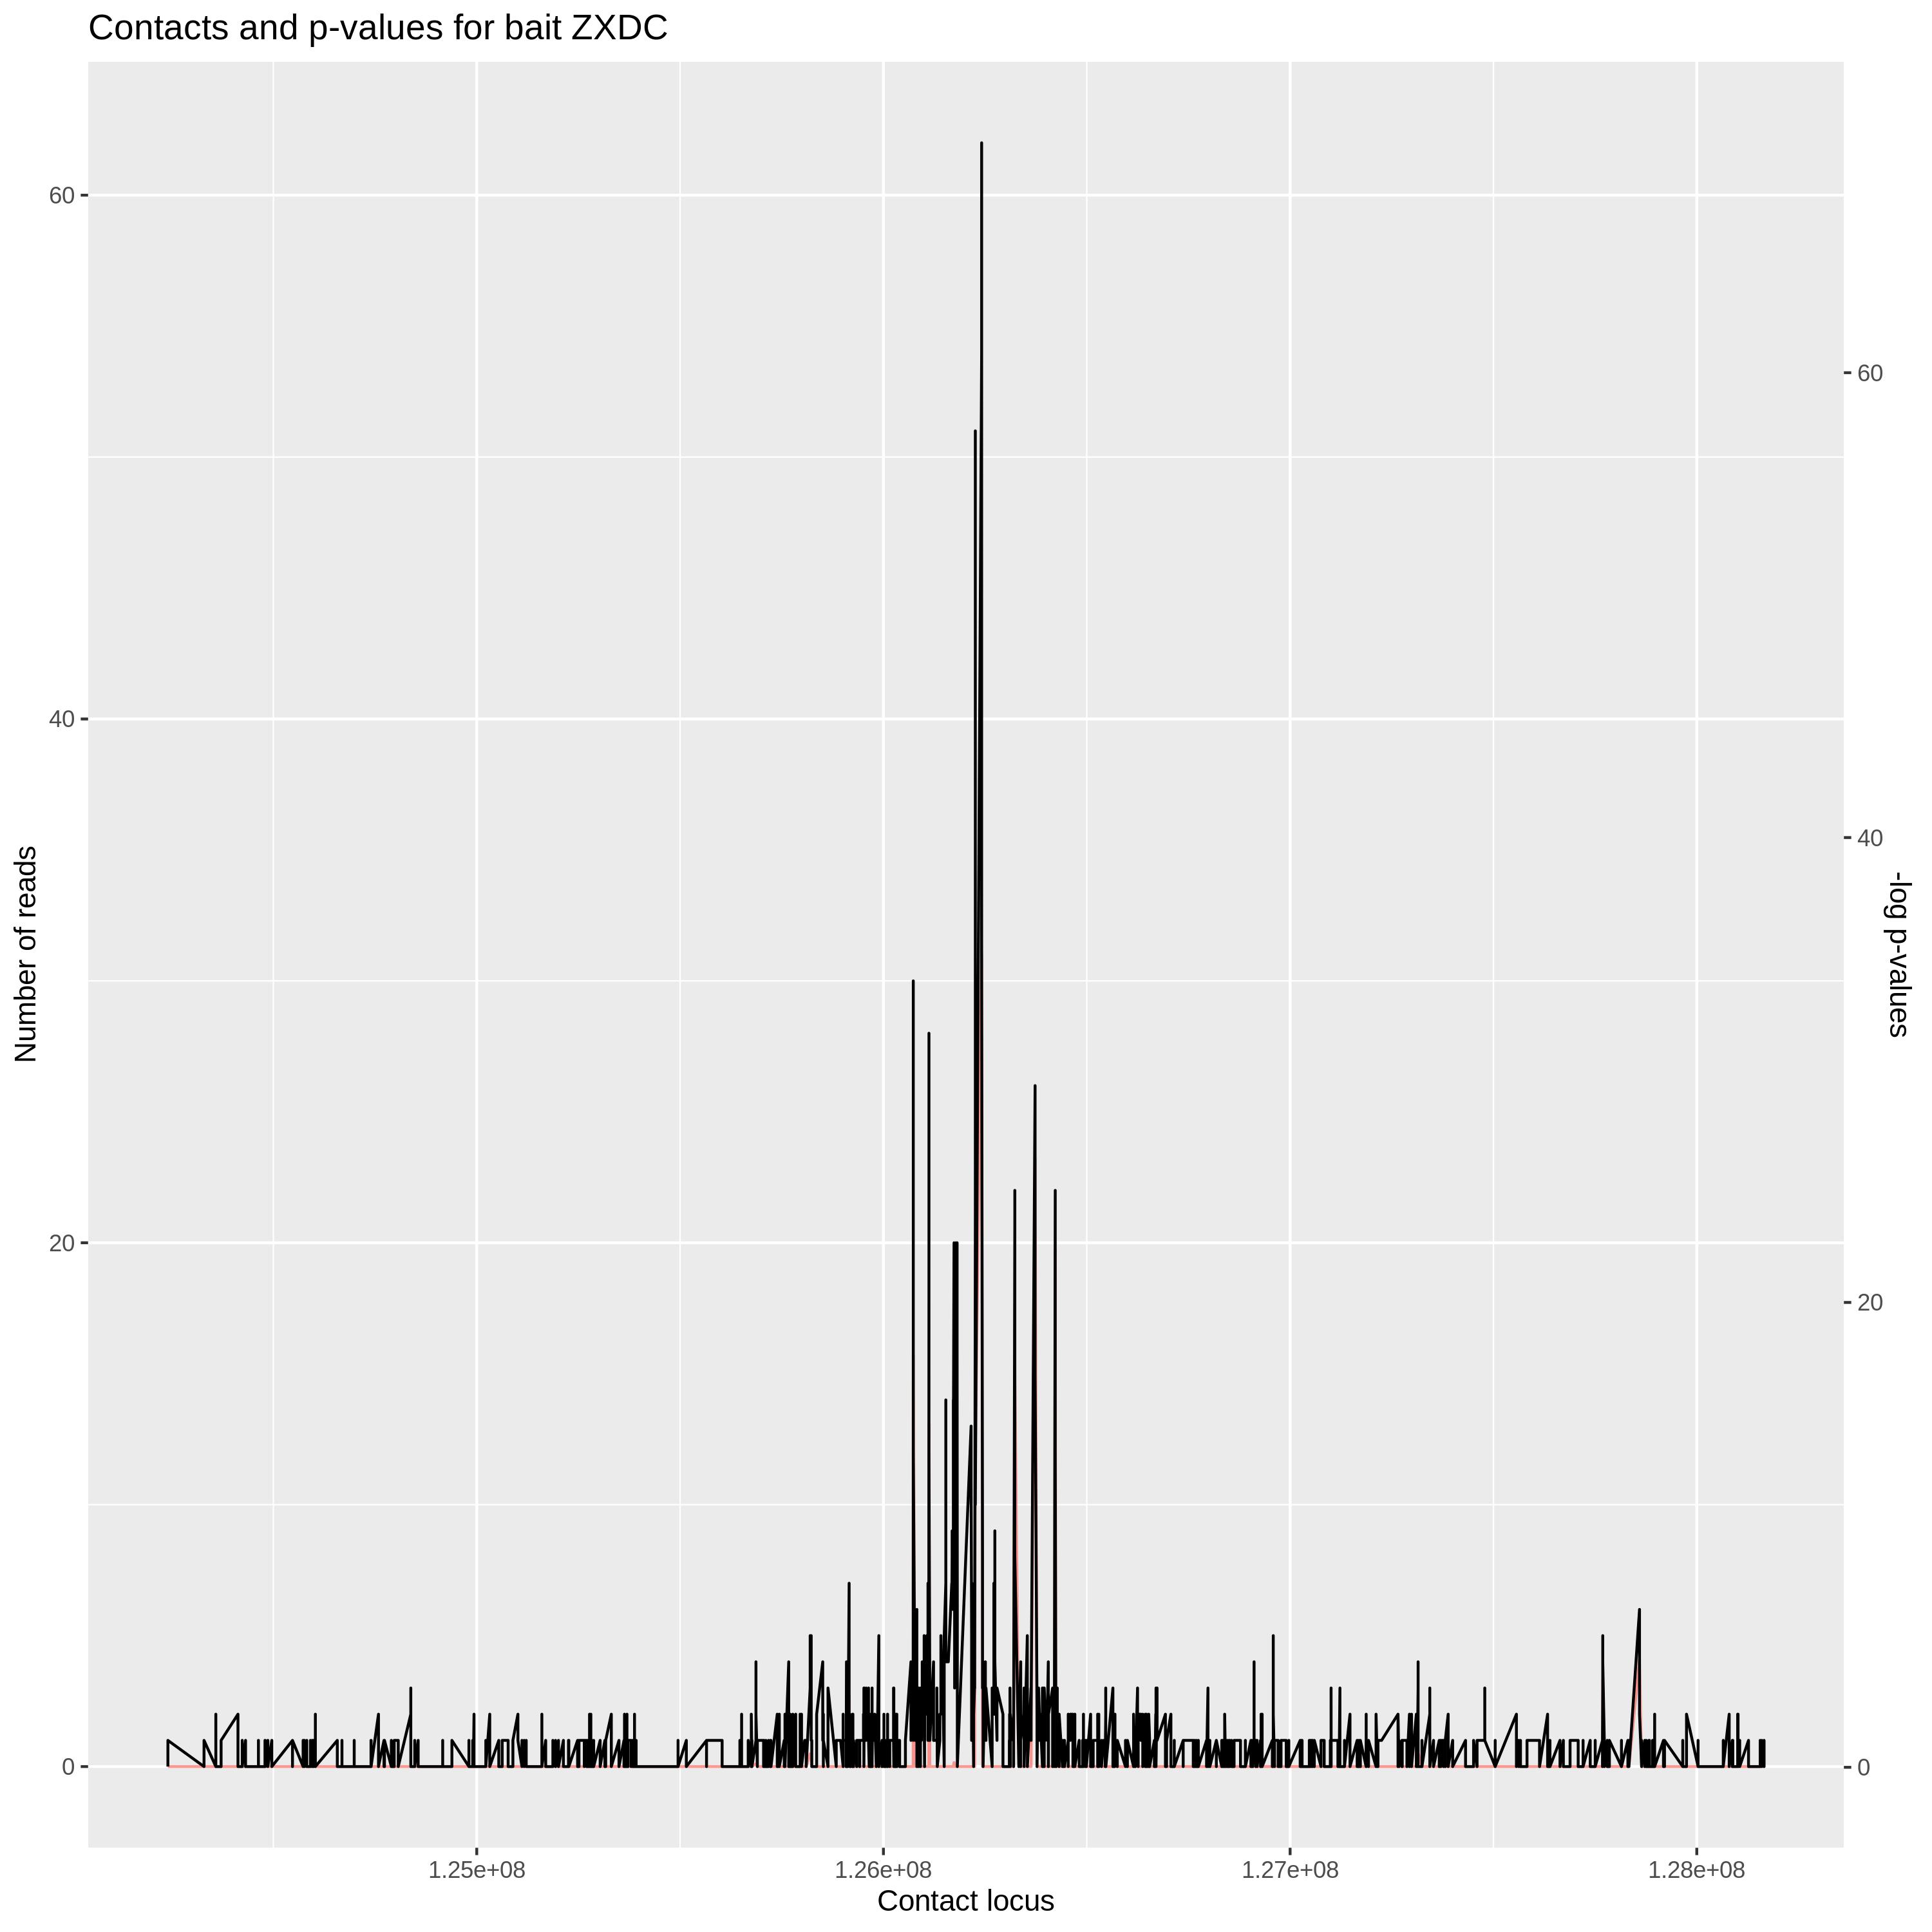 Contacts and p-values for bait ZXDC
60
40
20
0
Number of reads
60
40
20
0
-log p-values
1.25e+08 1.26e+08 1.27e+08 1.28e+08
Contact locus